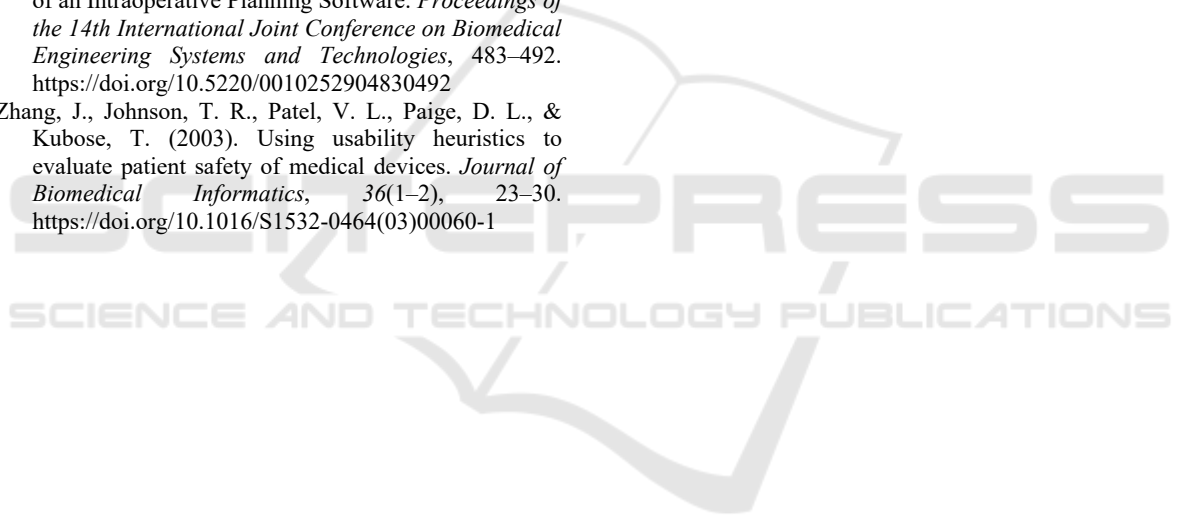 of an Intraoperative Planning Software. Proceedings of
the 14th International Joint Conference on Biomedical
Engineering Systems and Technologies, 483–492.
https://doi.org/10.5220/0010252904830492
Zhang, J., Johnson, T. R., Patel, V. L., Paige, D. L., &
Kubose, T. (2003). Using usability heuristics to
evaluate patient safety of medical devices. Journal of
Biomedical Informatics, 36(1–2), 23–30.
https://doi.org/10.1016/S1532-0464(03)00060-1
SCITEPRESS
SCIENCE AND TECHNOLOGY PUBLICATIONS